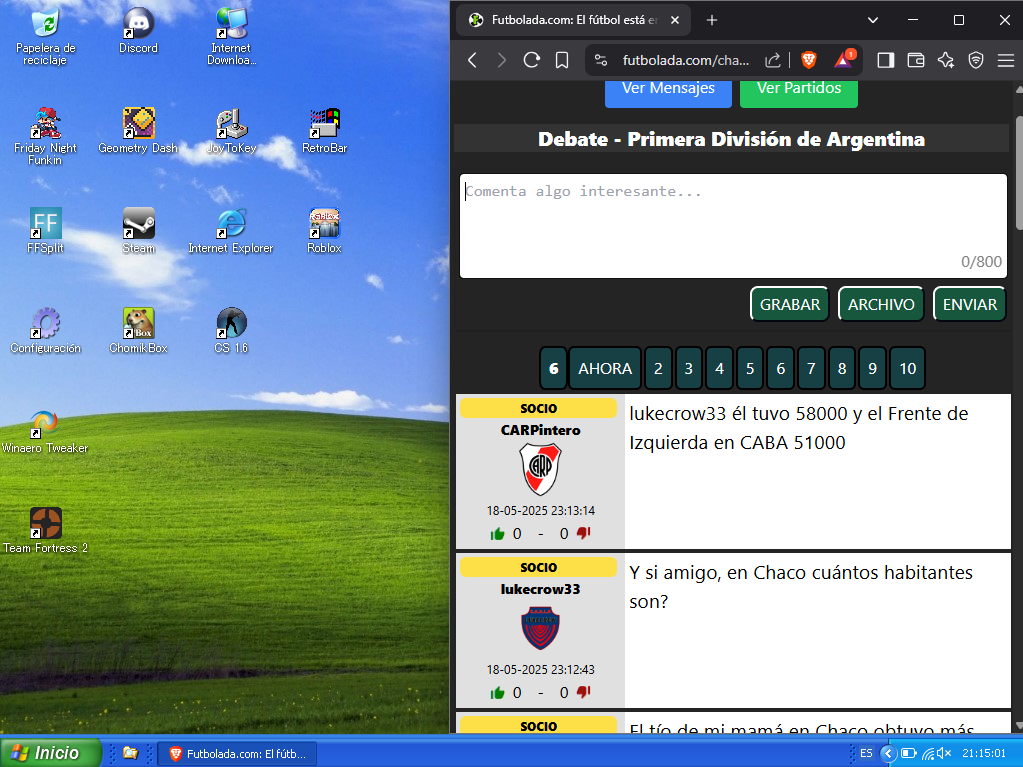 Papelera de
reciclaje
Discord
Internet
Downloa...
Friday Night
Funkin
Geometry Dash
JoyToKey
RetroBar
FF
FFSplit
Steam
Internet Explorer
ROBLOX
Roblox
Configuración
Box
ChomikBox
CS 1.6
Winaero Tweaker
Team Fortress 2
Futbolada.com: El fútbol está en
futbolada.com/cha...
1
Ver Mensajes
Ver Partidos
Debate - Primera División de Argentina
Comenta algo interesante...
0/800
GRABAR
ARCHIVO
ENVIAR
6 AHORA 2 3 4 5 6 7 8 9 10
SOCIO
CARPintero
CARP
18-05-2025 23:13:14
0 - 0
lukecrow33 él tuvo 58000 y el Frente de
Izquierda en CABA 51000
SOCIO
lukecrow33
18-05-2025 23:12:43
0 - 0
Y si amigo, en Chaco cuántos habitantes
son?
SOCIO
El tío de mi mamá en Chaco obtuvo más
Inicio
Futbolada.com: El fútb...
ES
21:15:01